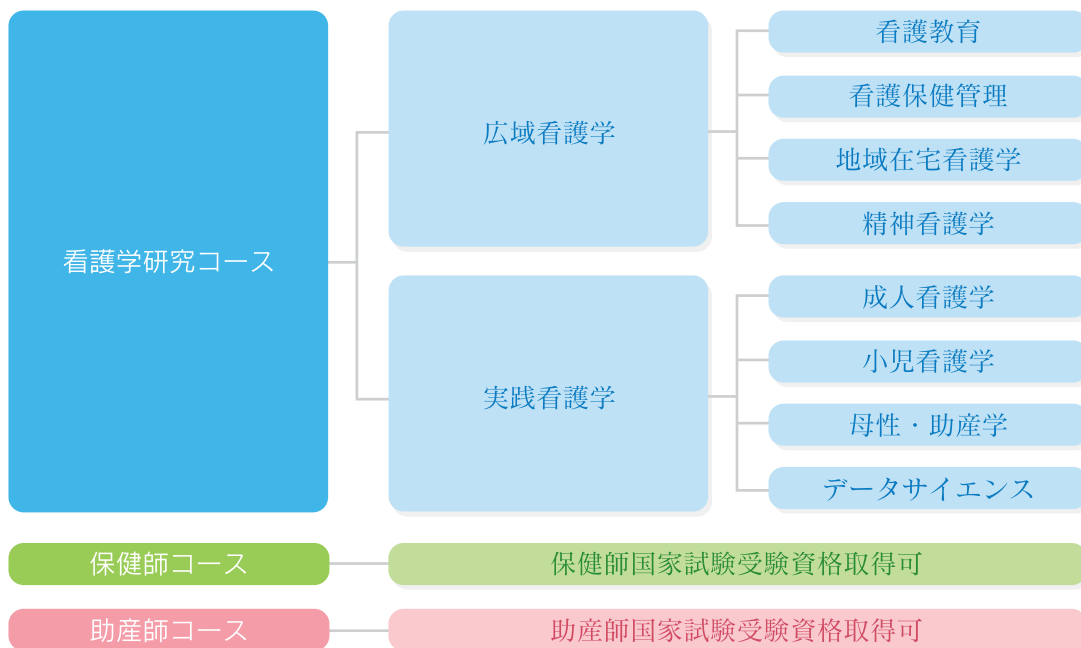 看護学研究コース
広域看護学
看護教育
看護保健管理
地域在宅看護学
精神看護学
実践看護学
成人看護学
小児看護学
母性・助産学
データサイエンス
保健師コース
保健師国家試験受験資格取得可
助産師コース
助産師国家試験受験資格取得可